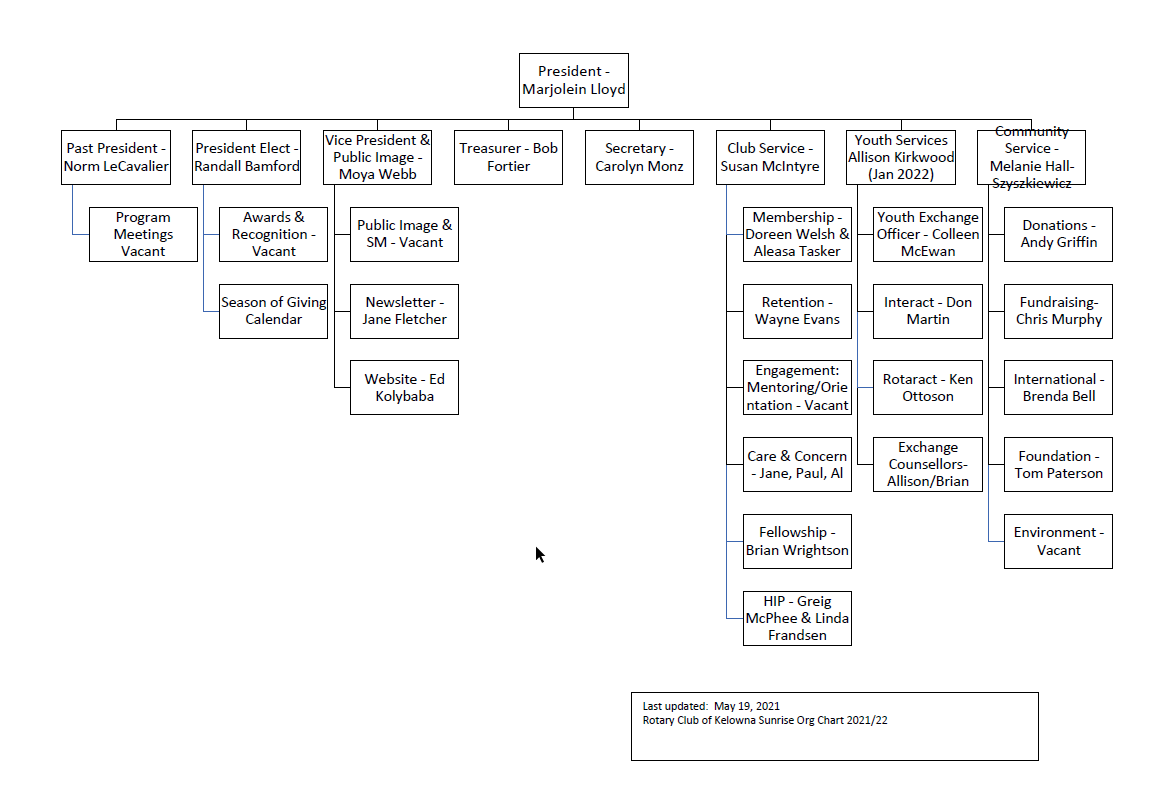 President -
Marjolein Lloyd
Past President -
Norm LeCavalier
President Elect -
Randall Bamford
Vice President &
Public Image -
Moya Webb
Treasurer - Bob
Fortier
Secretary -
Carolyn Monz
Club Service -
Susan McIntyre
Youth Services
Allison Kirkwood
(Jan 2022)
Community
Service -
Melanie Hall-
Szyszkiewicz
Program
Meetings
Vacant
Awards &
Recognition -
Vacant
Season of Giving
Calendar
Public Image &
SM - Vacant
Newsletter -
Jane Fletcher
Website - Ed
Kolybaba
Membership -
Doreen Welsh &
Aleasa Tasker
Retention -
Wayne Evans
Engagement:
Mentoring/Orie
ntation - Vacant
Care & Concern
- Jane, Paul, Al
Fellowship -
Brian Wrightson
HIP - Greig
McPhee & Linda
Frandsen
Youth Exchange
Officer - Colleen
McEwan
Interact - Don
Martin
Rotaract - Ken
Ottoson
Exchange
Counsellors-
Allison/Brian
Donations -
Andy Griffin
Fundraising-
Chris Murphy
International -
Brenda Bell
Foundation -
Tom Paterson
Environment -
Vacant
Last updated: May 19, 2021
Rotary Club of Kelowna Sunrise Org Chart 2021/22